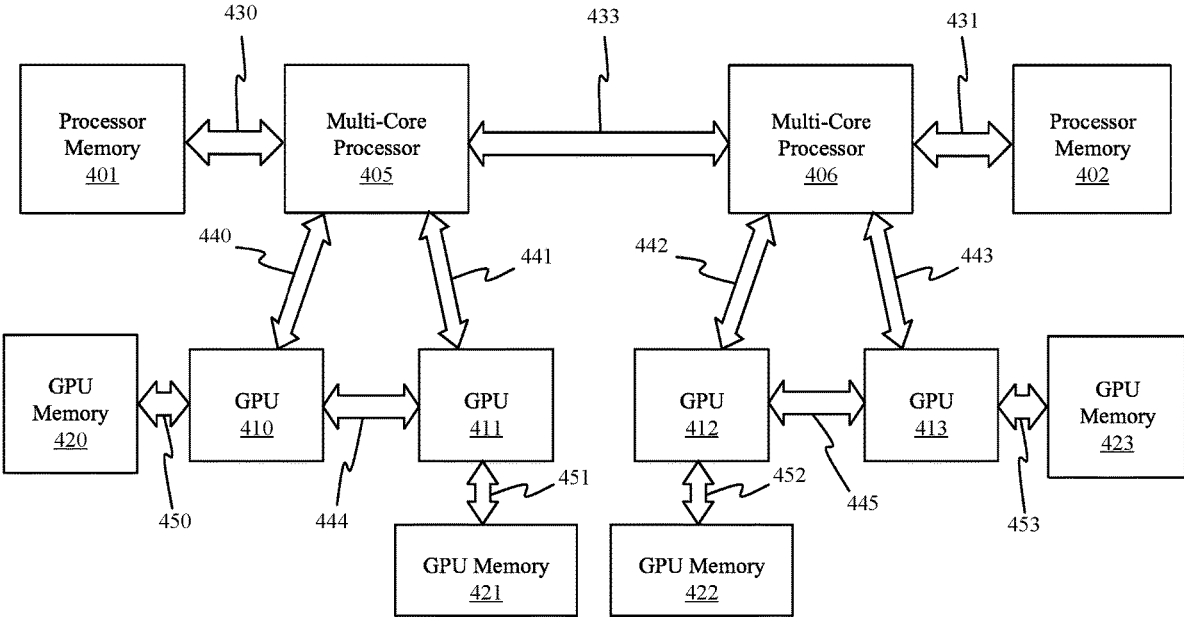 430
433
431
Processor
Memory
401
Multi-Core
Processor
405
Multi-Core
Processor
406
Processor
Memory
402
440
441
442
443
GPU
Memory
420
GPU
410
GPU
411
GPU
412
GPU
413
GPU
Memory
423
450
444
451
452
445
453
GPU Memory
421
GPU Memory
422